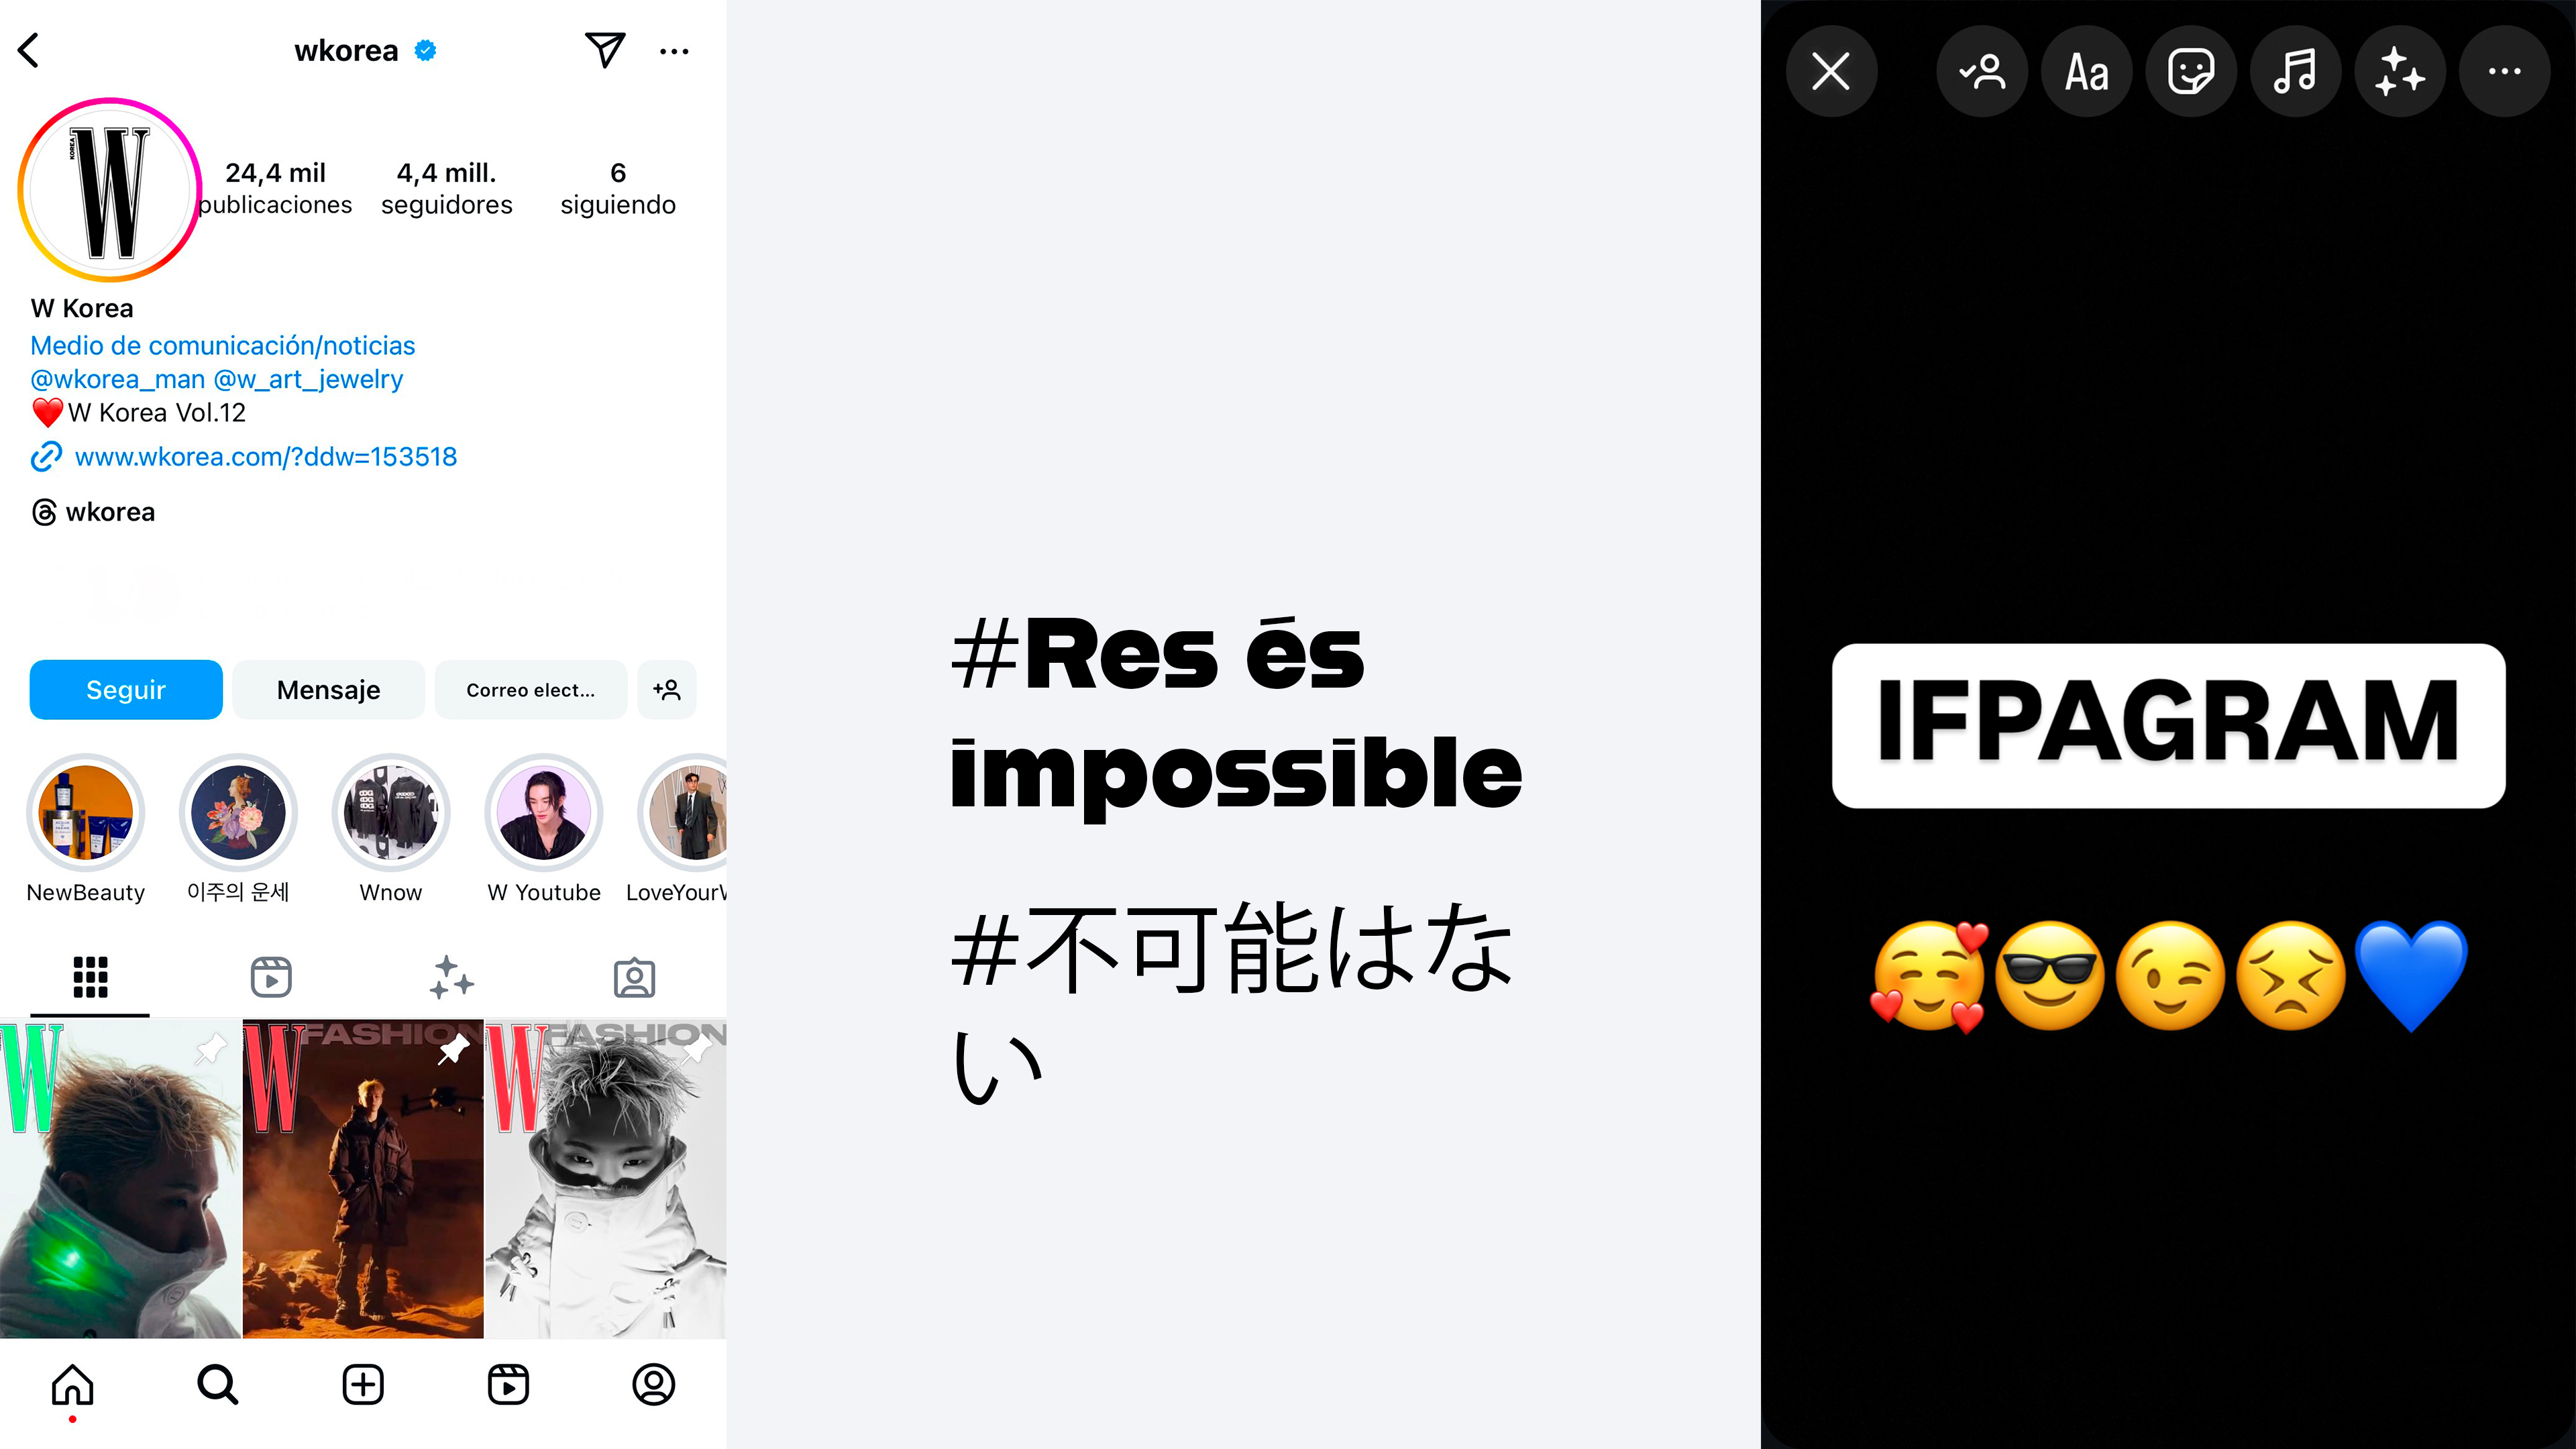 wkorea
KOREA
W
24,4 mil
publicaciones
4,4 mill.
seguidores
6
siguiendo
W Korea
Medio de comunicación/noticias
@wkorea_man @w_art_jewelry
❤️W Korea Vol.12
www.wkorea.com/?ddw=153518
wkorea
Seguir
Mensaje
Correo elect...
NewBeauty
이주의 운세
Wnow
W Youtube
LoveYourW
W
W
FASHION
W
FASHION
#Res és
impossible
#不可能はな
い
Aa
IFPAGRAM
🥰😎😉😣💙